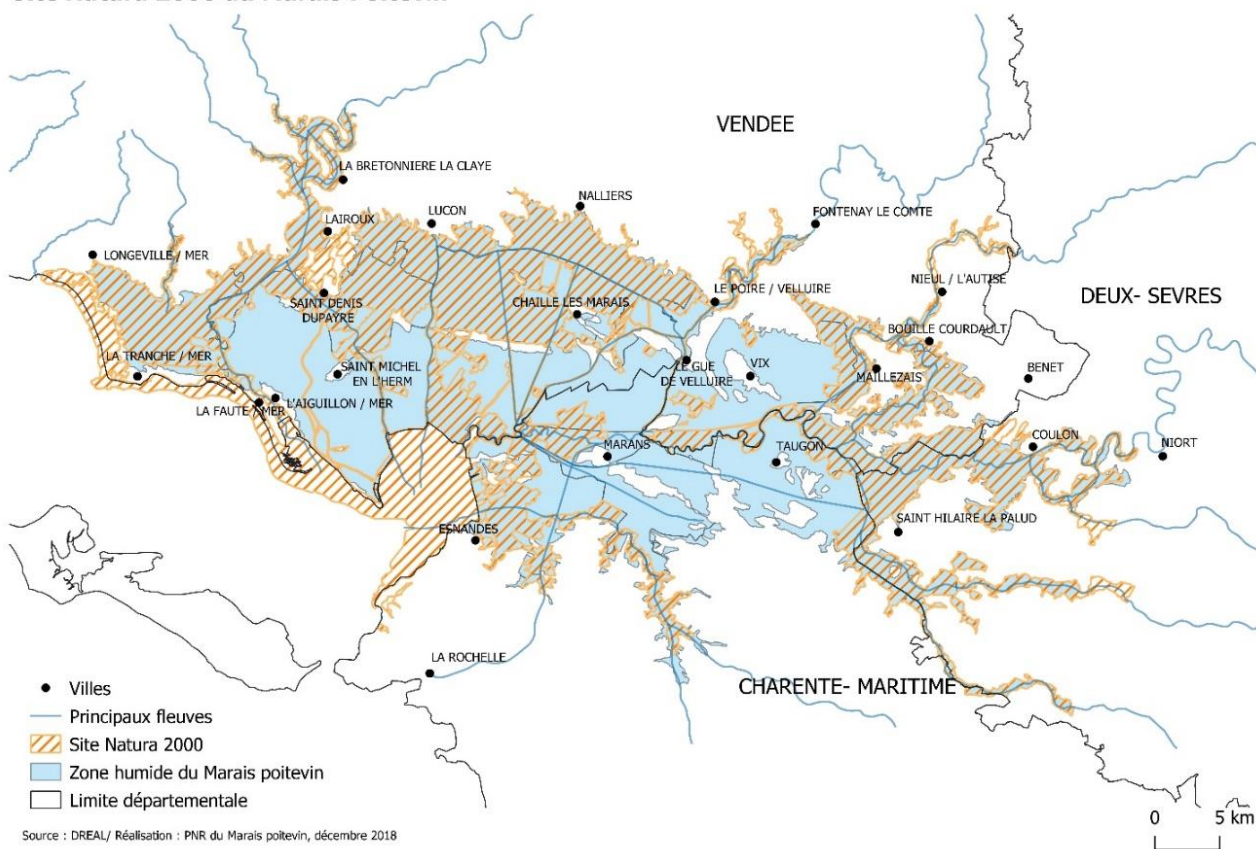 VENDEE
LA BRETONNIERE LA CLAYE
NALLIERS
LUCON
FONTENAY LE COMTE
LAIROUX
LONGEVILLE / MER
NIEUL / L'AUTISE
DEUX- SEVRES
LE POIRE / VELLUIRE
SAINT DENIS
DUPAYRE
CHAILLE LES MARAIS
BOUILLE COURDAULT
LA TRANCHE / MER
SAINT MICHEL
EN L'HERM
LE GUE
DE VELLUIRE
VIX
MAILLEZAIS
BENET
LA FAUTE / MER
L'AIGUILLON / MER
MARANS
TAUGON
COULON
NIORT
ESNANDES
SAINT HILAIRE LA PALUD
LA ROCHELLE
CHARENTE- MARITIME
Villes
Principaux fleuves
Site Natura 2000
Zone humide du Marais poitevin
Limite départementale
Source : DREAL/ Réalisation : PNR du Marais poitevin, décembre 2018
0 5 km